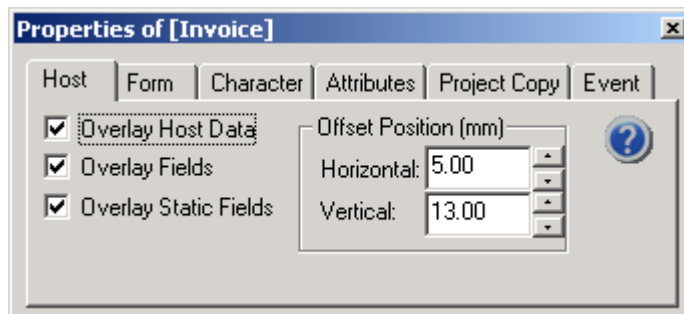 Properties of [Invoice]
Host Form Character Attributes Project Copy Event
Overlay Host Data
Overlay Fields
Overlay Static Fields
Offset Position (mm)
Horizontal: 5.00
Vertical: 13.00
?